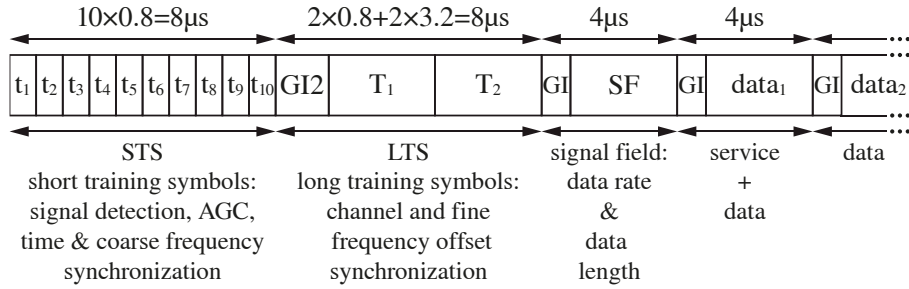 10×0.8=8µs 2×0.8+2×3.2=8µs 4µs 4µs
t₁ t₂ t₃ t₄ t₅ t₆ t₇ t₈ t₉ t₁₀ GI2 T₁ T₂ GI SF GI data₁ GI data₂
STS
short training symbols:
signal detection, AGC,
time & coarse frequency
synchronization
LTS
long training symbols:
channel and fine
frequency offset
synchronization
signal field:
data rate
&
data
length
service
+
data
data